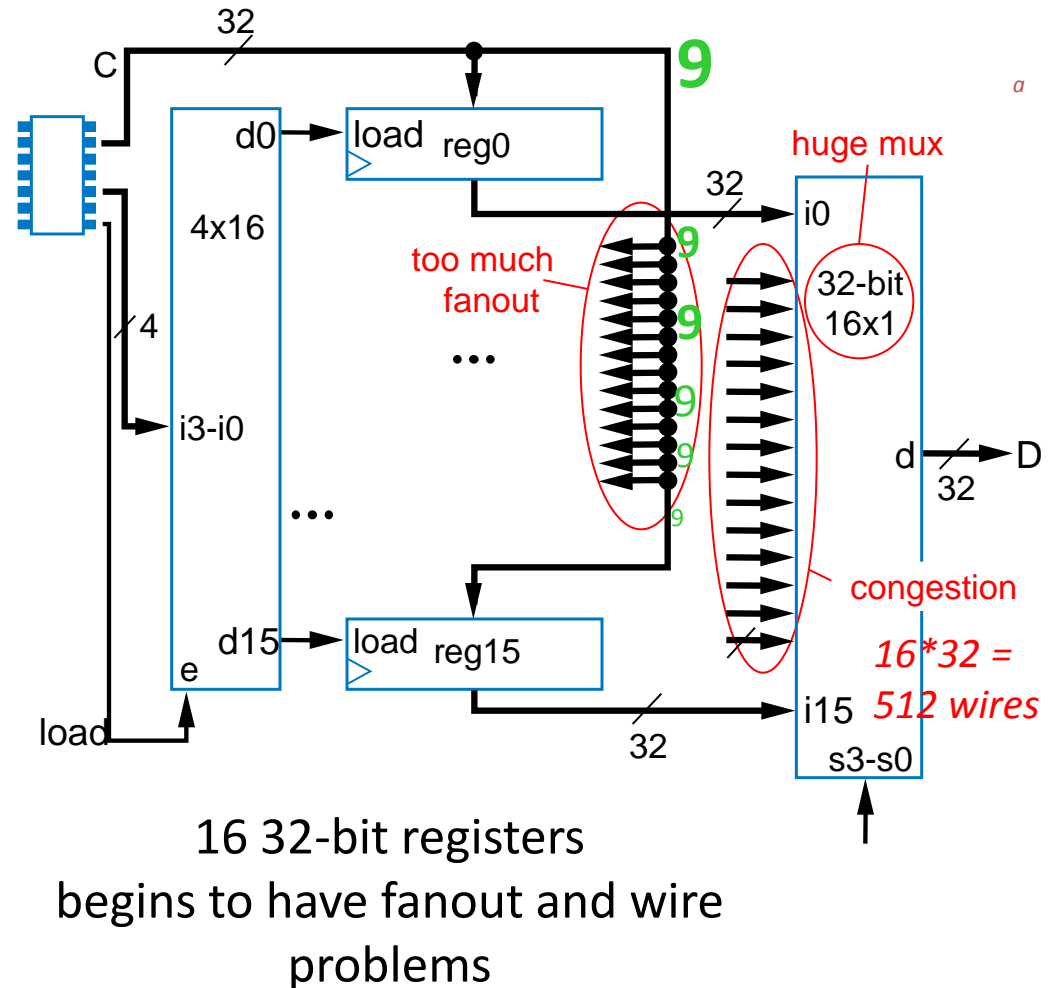 32
C
9
a
d0
load
reg0
huge mux
32
i0
4x16
too much
fanout
9
32-bit
16x1
4
9
...
i3-i0
9
9
d
D
32
...
9
congestion
d15
load
reg15
16*32 =
512 wires
e
i15
load
32
s3-s0
16 32-bit registers
begins to have fanout and wire
problems